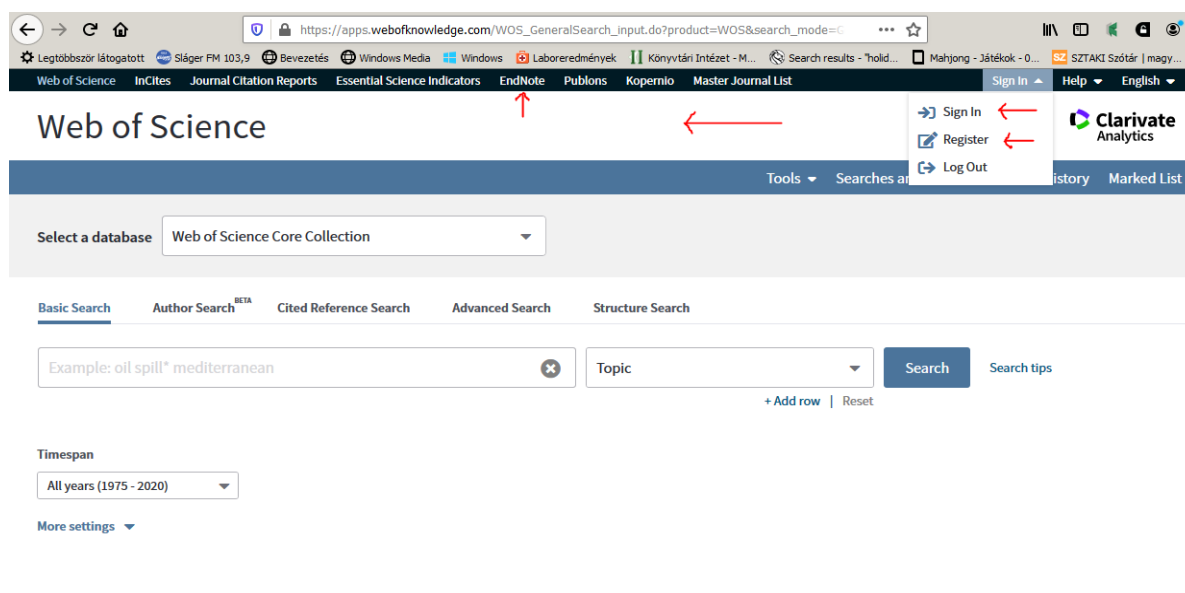 https://apps.webofknowledge.com/WOS_GeneralSearch_input.do?product=WOS&search_mode=G
Legtöbbször látogatott Sláger FM 103,9 Bevezetés Windows Media Windows Laboreredmények Könyvtári Intézet - M... Search results - "holid... Mahjong - Játékok - 0... SZ SZTAKI Szótár | magy...
Web of Science InCites Journal Citation Reports Essential Science Indicators EndNote Publons Kopernio Master Journal List Sign In Help English
Web of Science
Sign In
Register
Log Out
Clarivate
Analytics
Tools Searches a istory Marked List
Select a database Web of Science Core Collection
Basic Search Author Search BETA Cited Reference Search Advanced Search Structure Search
Example: oil spill* mediterranean Topic Search Search tips
+ Add row | Reset
Timespan
All years (1975 - 2020)
More settings